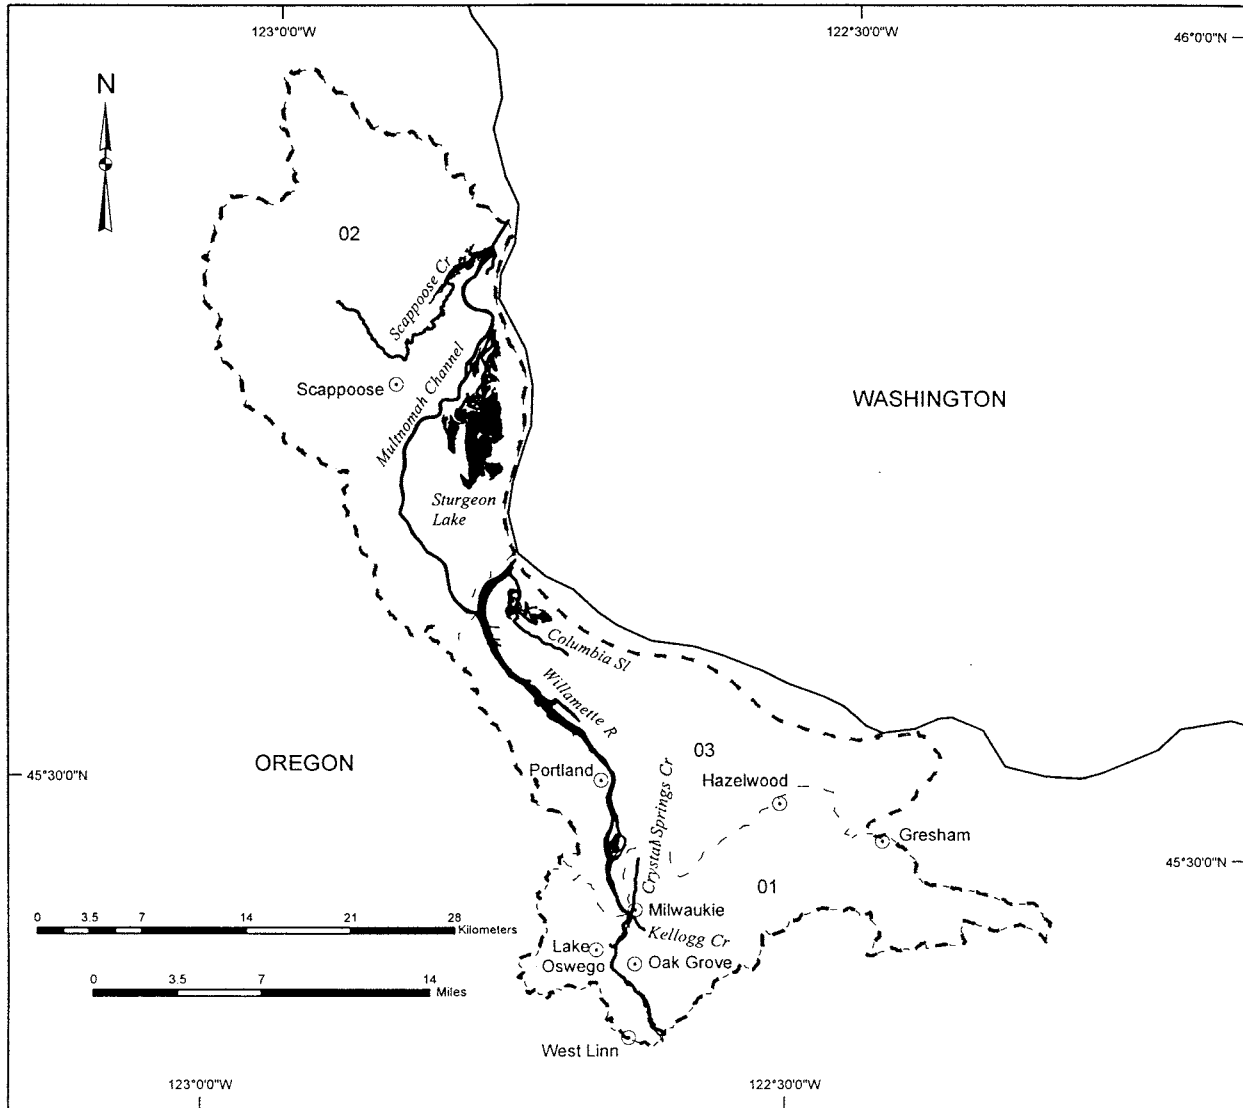 123°0'0"W
122°30'0"W
46°0'0"N
N
02
Scappoose Cr
Scappoose
Multnomah Channel
WASHINGTON
Sturgeon
Lake
Columbia Sl
Willamette R
OREGON
03
45°30'0"N
Portland
Hazelwood
Crystal Springs Cr
Gresham
45°30'0"N
01
Milwaukie
0 3.5 7 14 21 28
Kilometers
Kellogg Cr
Lake
Oswego
Oak Grove
0 3.5 7 14
Miles
West Linn
123°0'0"W
122°30'0"W